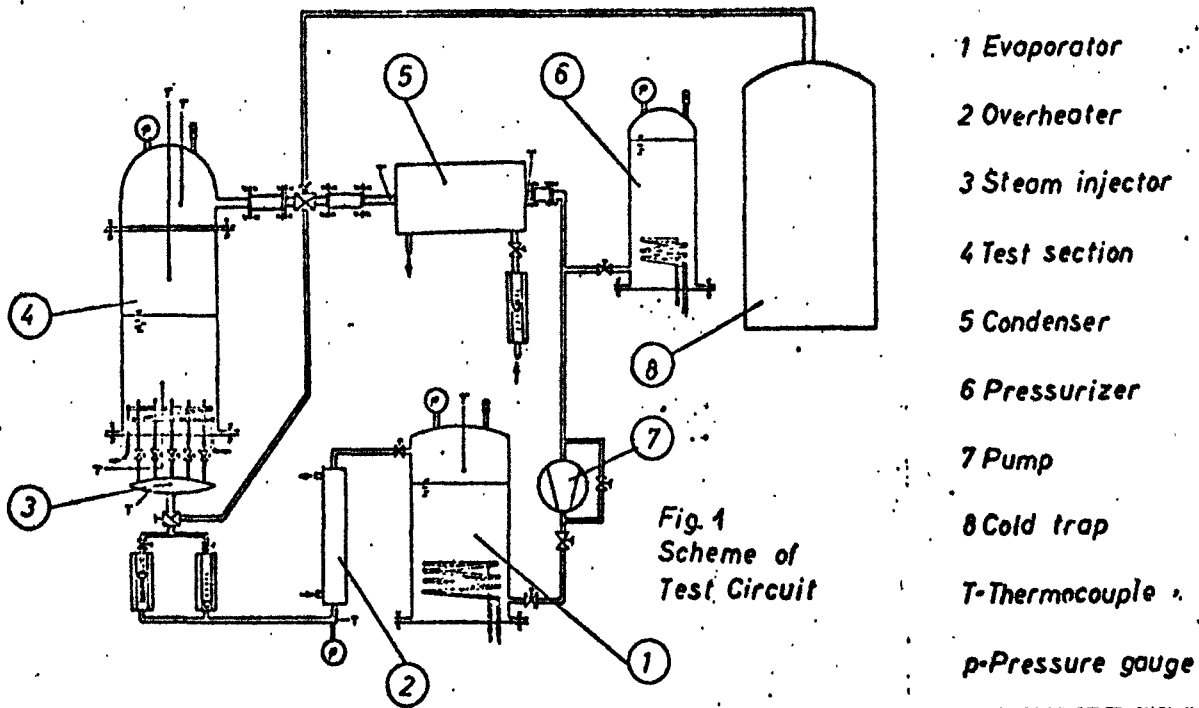 1 Evaporator
2 Overheater
3 Steam injector
4 Test section
5 Condenser
6 Pressurizer
7 Pump
8 Cold trap
T-Thermocouple
p-Pressure gauge
Fig. 1
Scheme of
Test Circuit
4
3
5
6
8
7
2
1
p
T
T
p
p
p
T
T
T
T